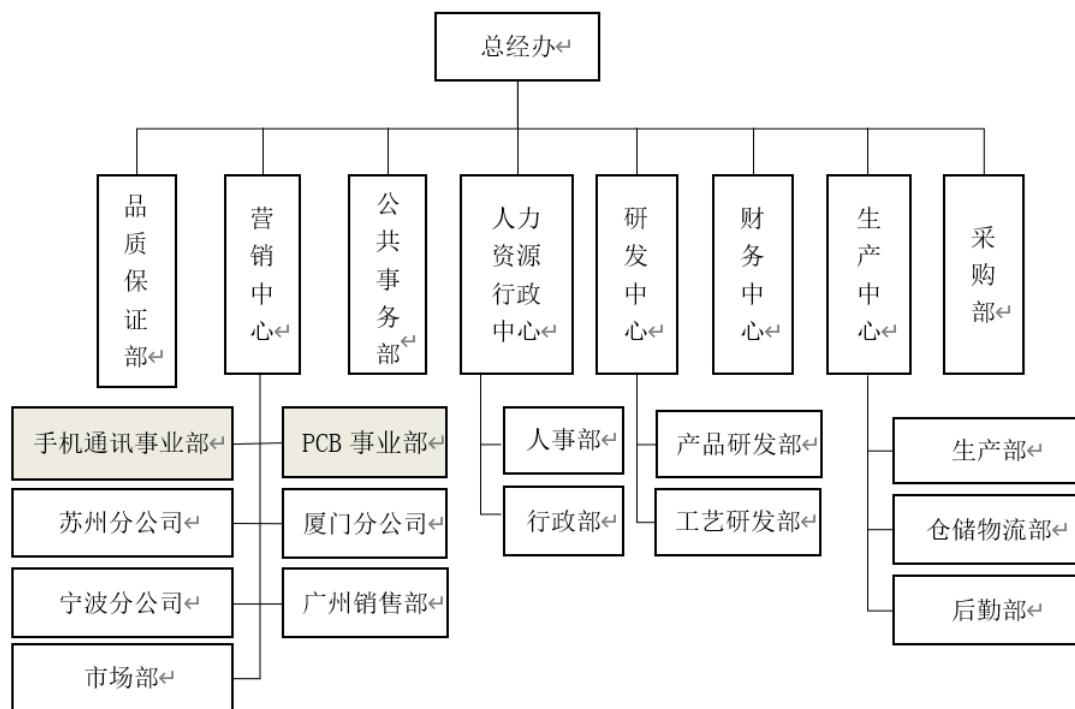 总经办
品质保证部
营销中心
公共事务部
人力资源行政中心
研发中心
财务中心
生产中心
采购部
手机通讯事业部
PCB 事业部
人事部
产品研发部
生产部
苏州分公司
厦门分公司
行政部
工艺研发部
仓储物流部
宁波分公司
广州销售部
后勤部
市场部